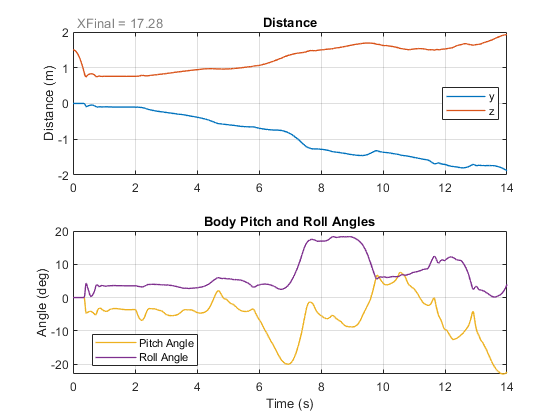 XFinal = 17.28
Distance
Distance (m)
2
1
0
-1
-2
y
z
0 2 4 6 8 10 12 14
Body Pitch and Roll Angles
Angle (deg)
20
10
0
-10
-20
Pitch Angle
Roll Angle
0 2 4 6 8 10 12 14
Time (s)